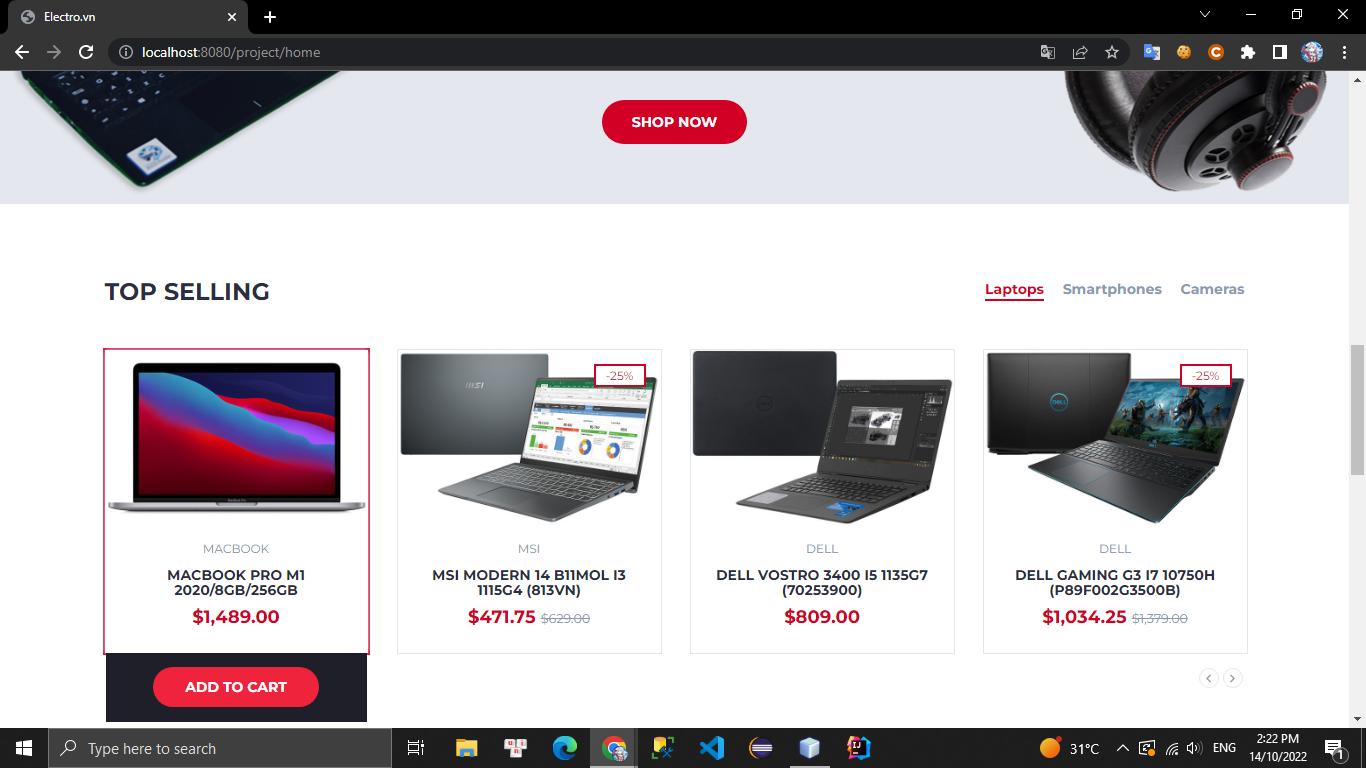 Electro.vn
localhost:8080/project/home
SHOP NOW
TOP SELLING
Laptops Smartphones Cameras
-25%
-25%
MACBOOK
MACBOOK PRO M1
2020/8GB/256GB
$1,489.00
ADD TO CART
MSI
MSI
MSI MODERN 14 B11MOL I3
1115G4 (813VN)
$471.75 $629.00
DELL
DELL VOSTRO 3400 I5 1135G7
(70253900)
$809.00
DELL
DELL
DELL GAMING G3 I7 10750H
(P89F002G3500B)
$1,034.25 $1,379.00
Type here to search
31°C
ENG
2:22 PM
14/10/2022
1